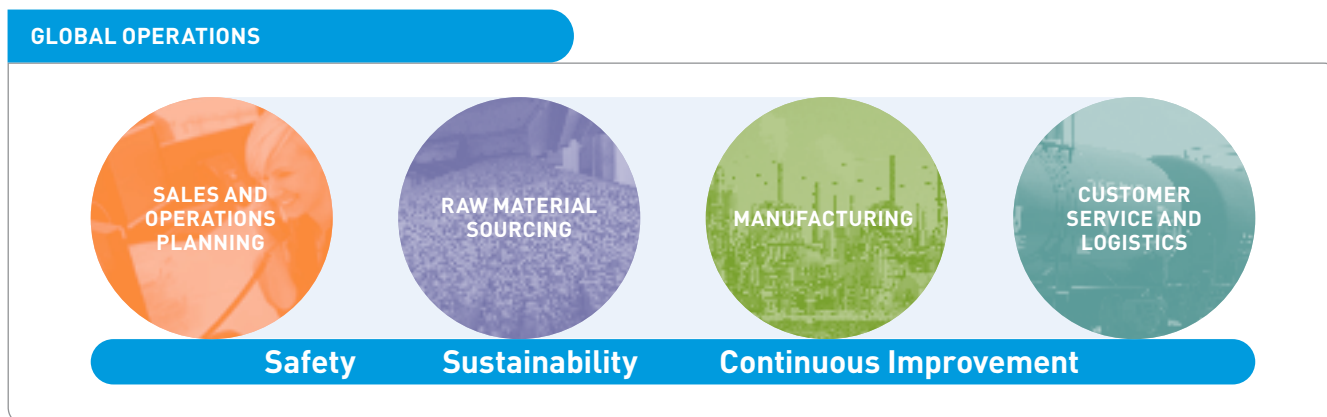 GLOBAL OPERATIONS
SALES AND
OPERATIONS
PLANNING
RAW MATERIAL
SOURCING
MANUFACTURING
CUSTOMER
SERVICE AND
LOGISTICS
Safety Sustainability Continuous Improvement